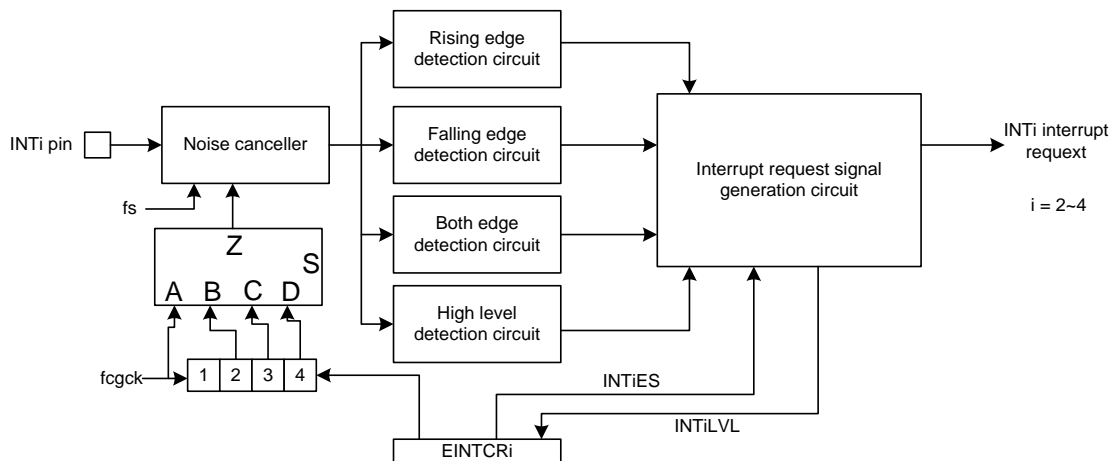 Rising edge
detection circuit
INTi pin
Noise canceller
Falling edge
detection circuit
Interrupt request signal
generation circuit
INTi interrupt
requext
i = 2~4
fs
Both edge
detection circuit
Z
S
A B C D
High level
detection circuit
fcgck
1 2 3 4
INTiES
INTiLVL
EINTCRi